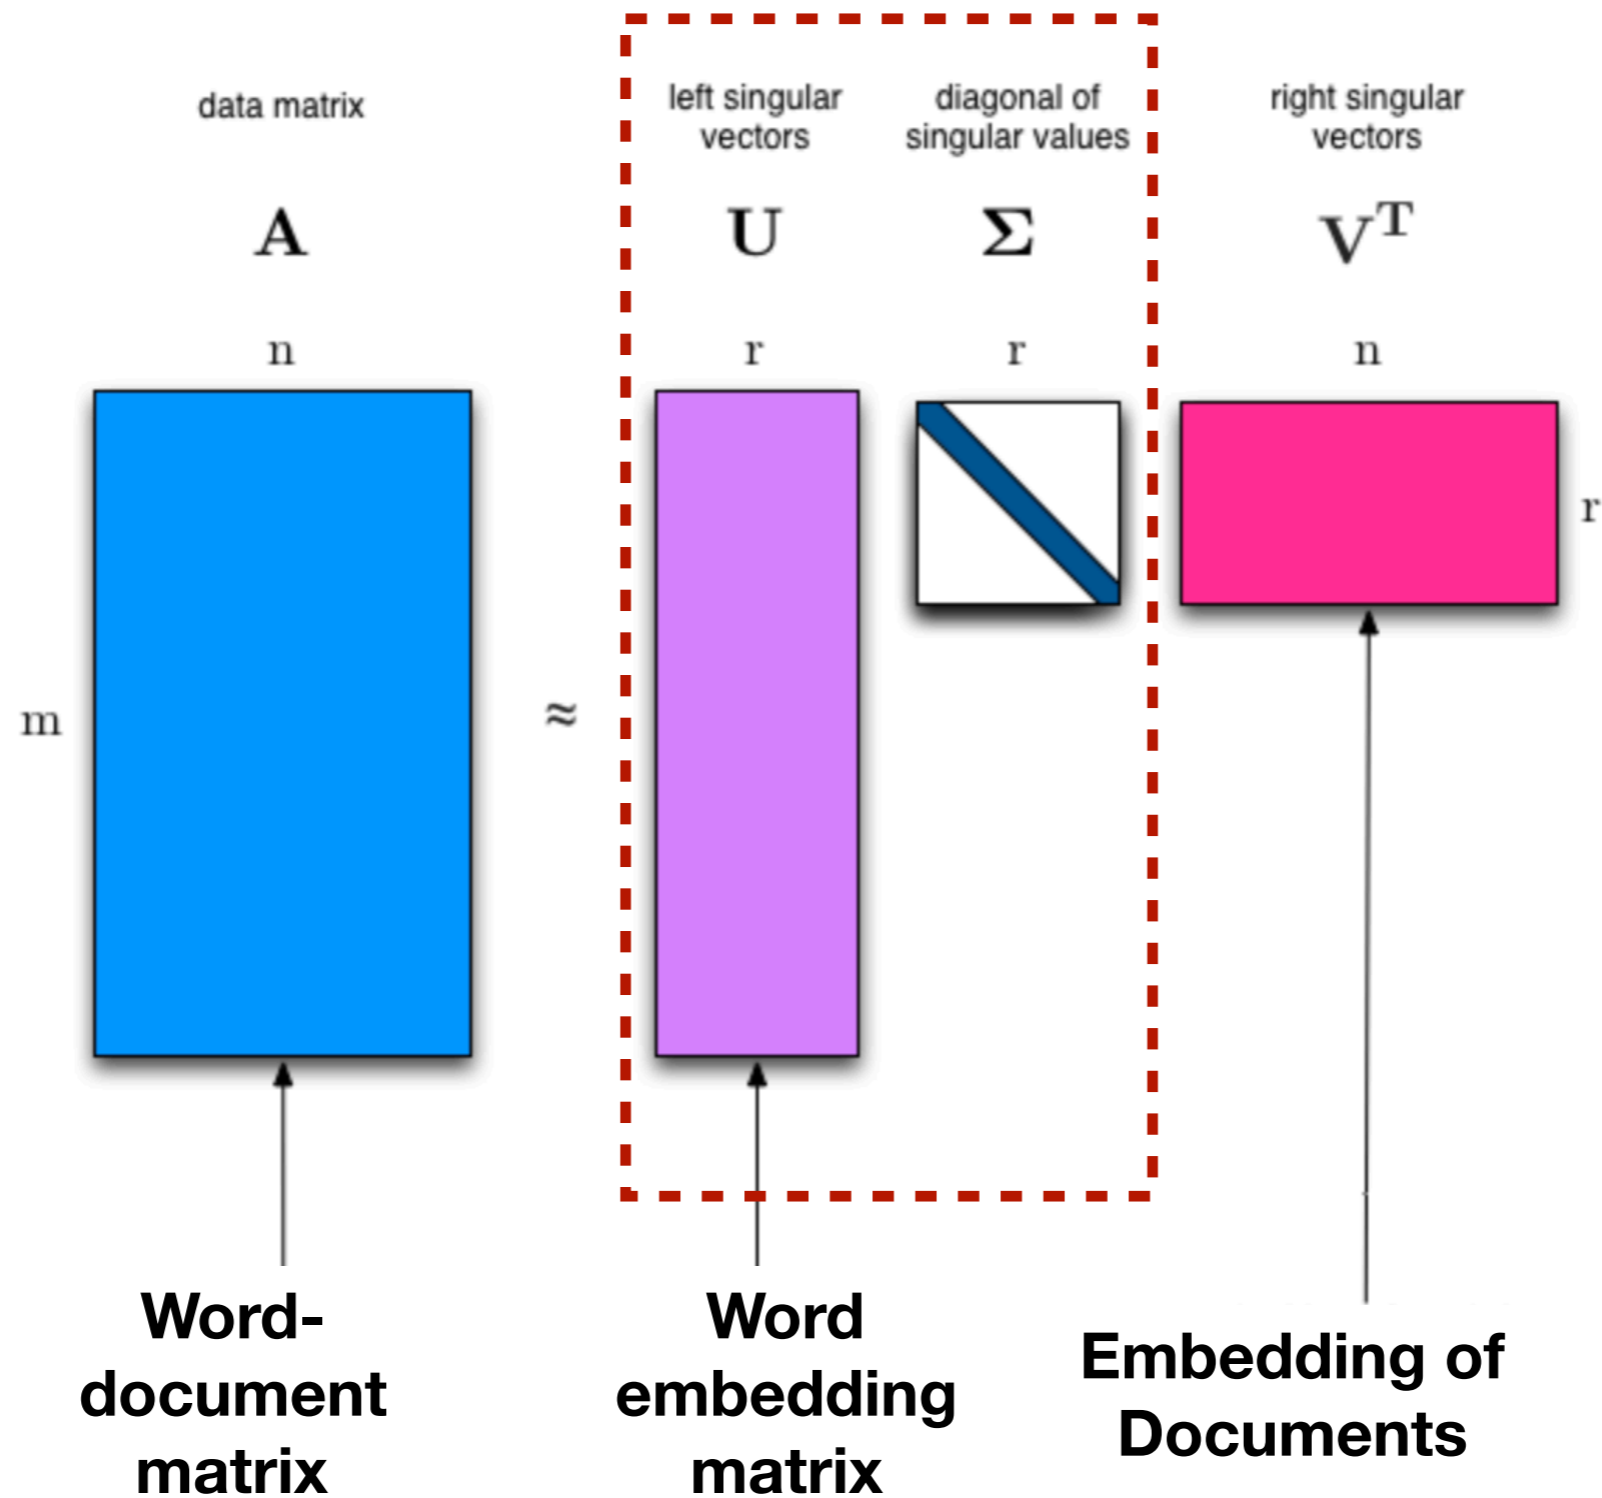 data matrix
left singular
vectors
diagonal of
singular values
right singular
vectors
A
U
Σ
Vᵀ
n
r
r
n
m
≈
r
Word-
document
matrix
Word
embedding
matrix
Embedding of
Documents